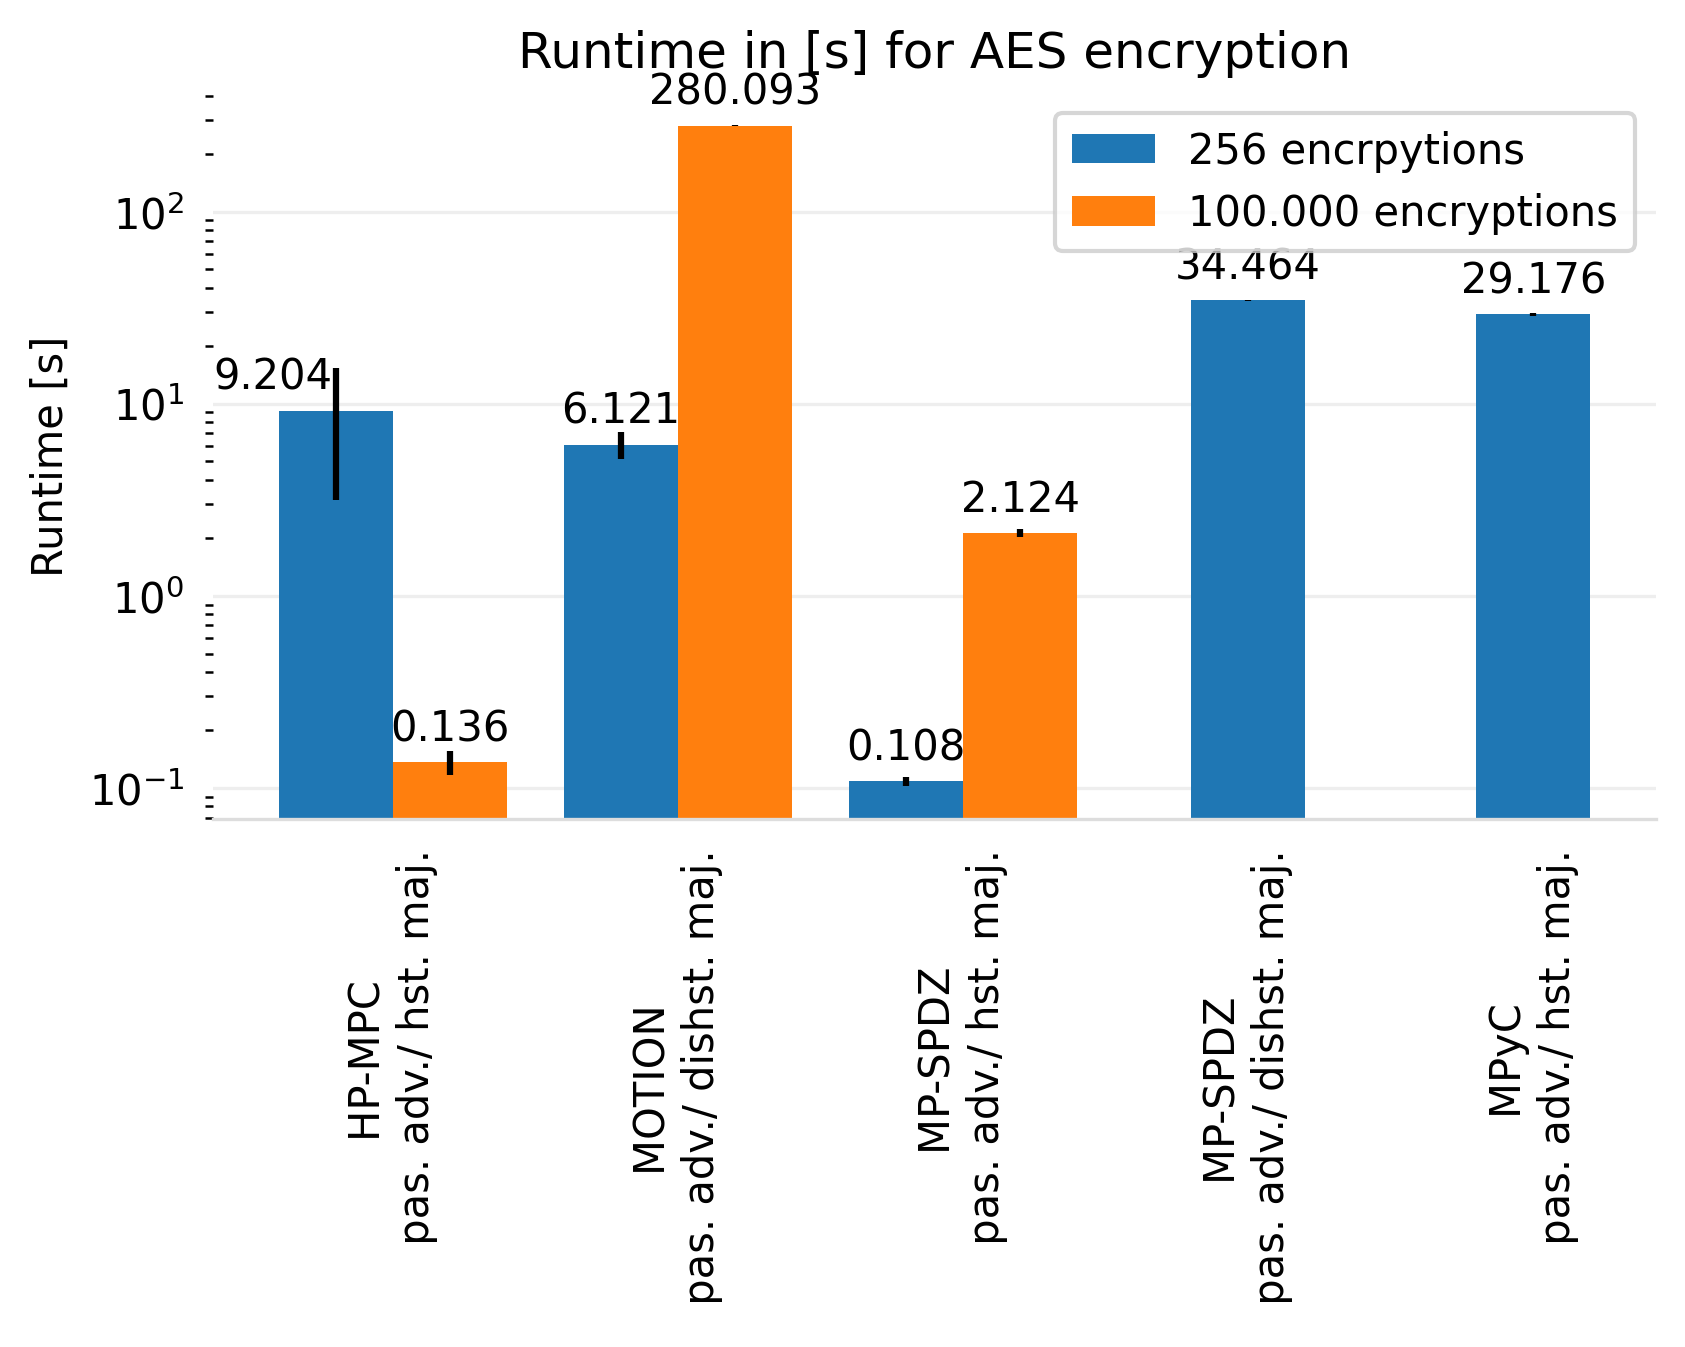 Runtime in [s] for AES encryption
280.093
256 encrpytions
100.000 encryptions
10²
34.464
29.176
9.204
10¹
6.121
Runtime [s]
2.124
10⁰
0.136
0.108
10⁻¹
HP-MPC
pas. adv./ hst. maj.
MOTION
pas. adv./ dishst. maj.
MP-SPDZ
pas. adv./ hst. maj.
MP-SPDZ
pas. adv./ dishst. maj.
MPyC
pas. adv./ hst. maj.